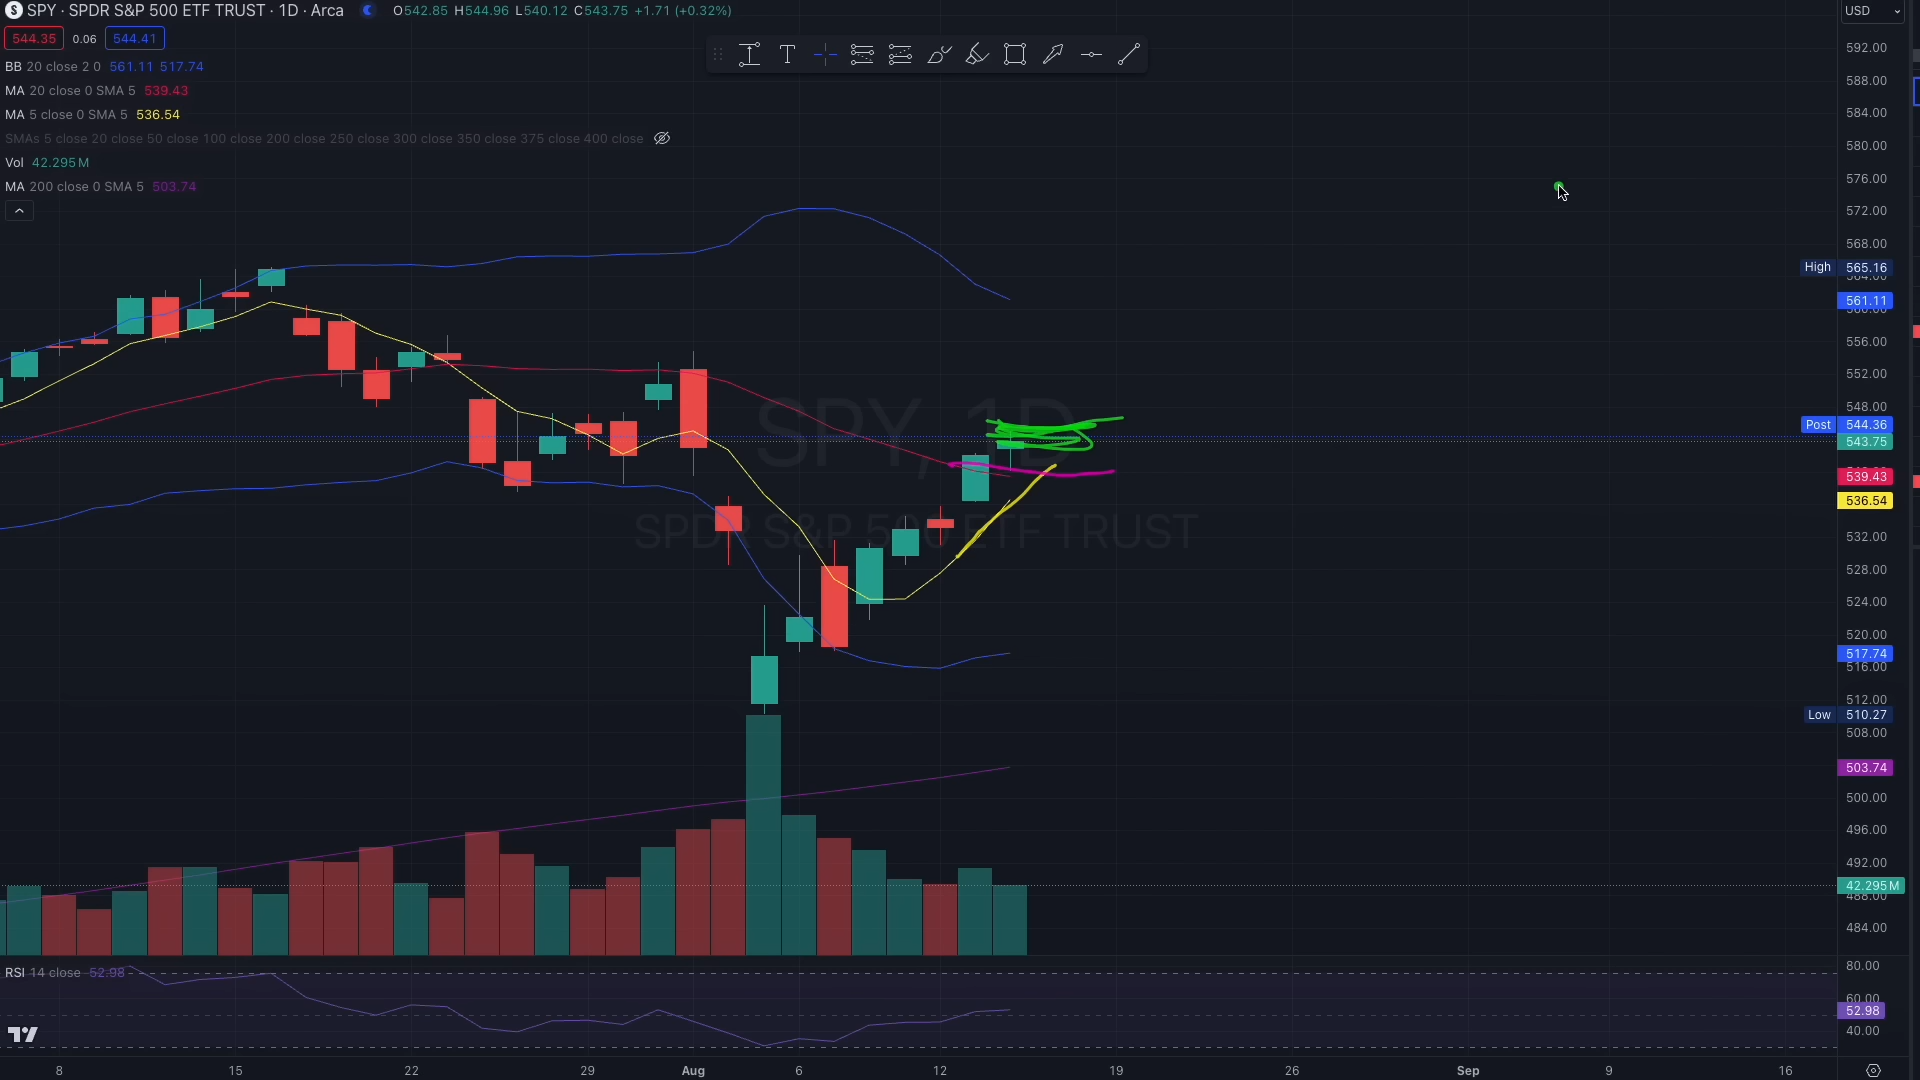 SPY · SPDR S&P 500 ETF TRUST · 1D · Arca O542.85 H544.96 L540.12 C543.75 +1.71 (+0.32%)
544.35 0.06 544.41
BB 20 close 2 0 561.11 517.74
MA 20 close 0 SMA 5 539.43
MA 5 close 0 SMA 5 536.54
SMAs 5 close 20 close 50 close 100 close 200 close 250 close 300 close 350 close 375 close 400 close
Vol 42.295M
MA 200 close 0 SMA 5 503.74
T
SPY, 1D
SPDR S&P 500 ETF TRUST
USD
592.00
588.00
584.00
580.00
576.00
572.00
568.00
High 565.16
564.00
561.11
560.00
556.00
552.00
548.00
Post 544.36
543.75
539.43
536.54
532.00
528.00
524.00
520.00
517.74
516.00
512.00
Low 510.27
508.00
503.74
500.00
496.00
492.00
42.295M
488.00
484.00
RSI 14 close 52.98
80.00
60.00
52.98
40.00
8 15 22 29 Aug 6 12 19 26 Sep 9 16